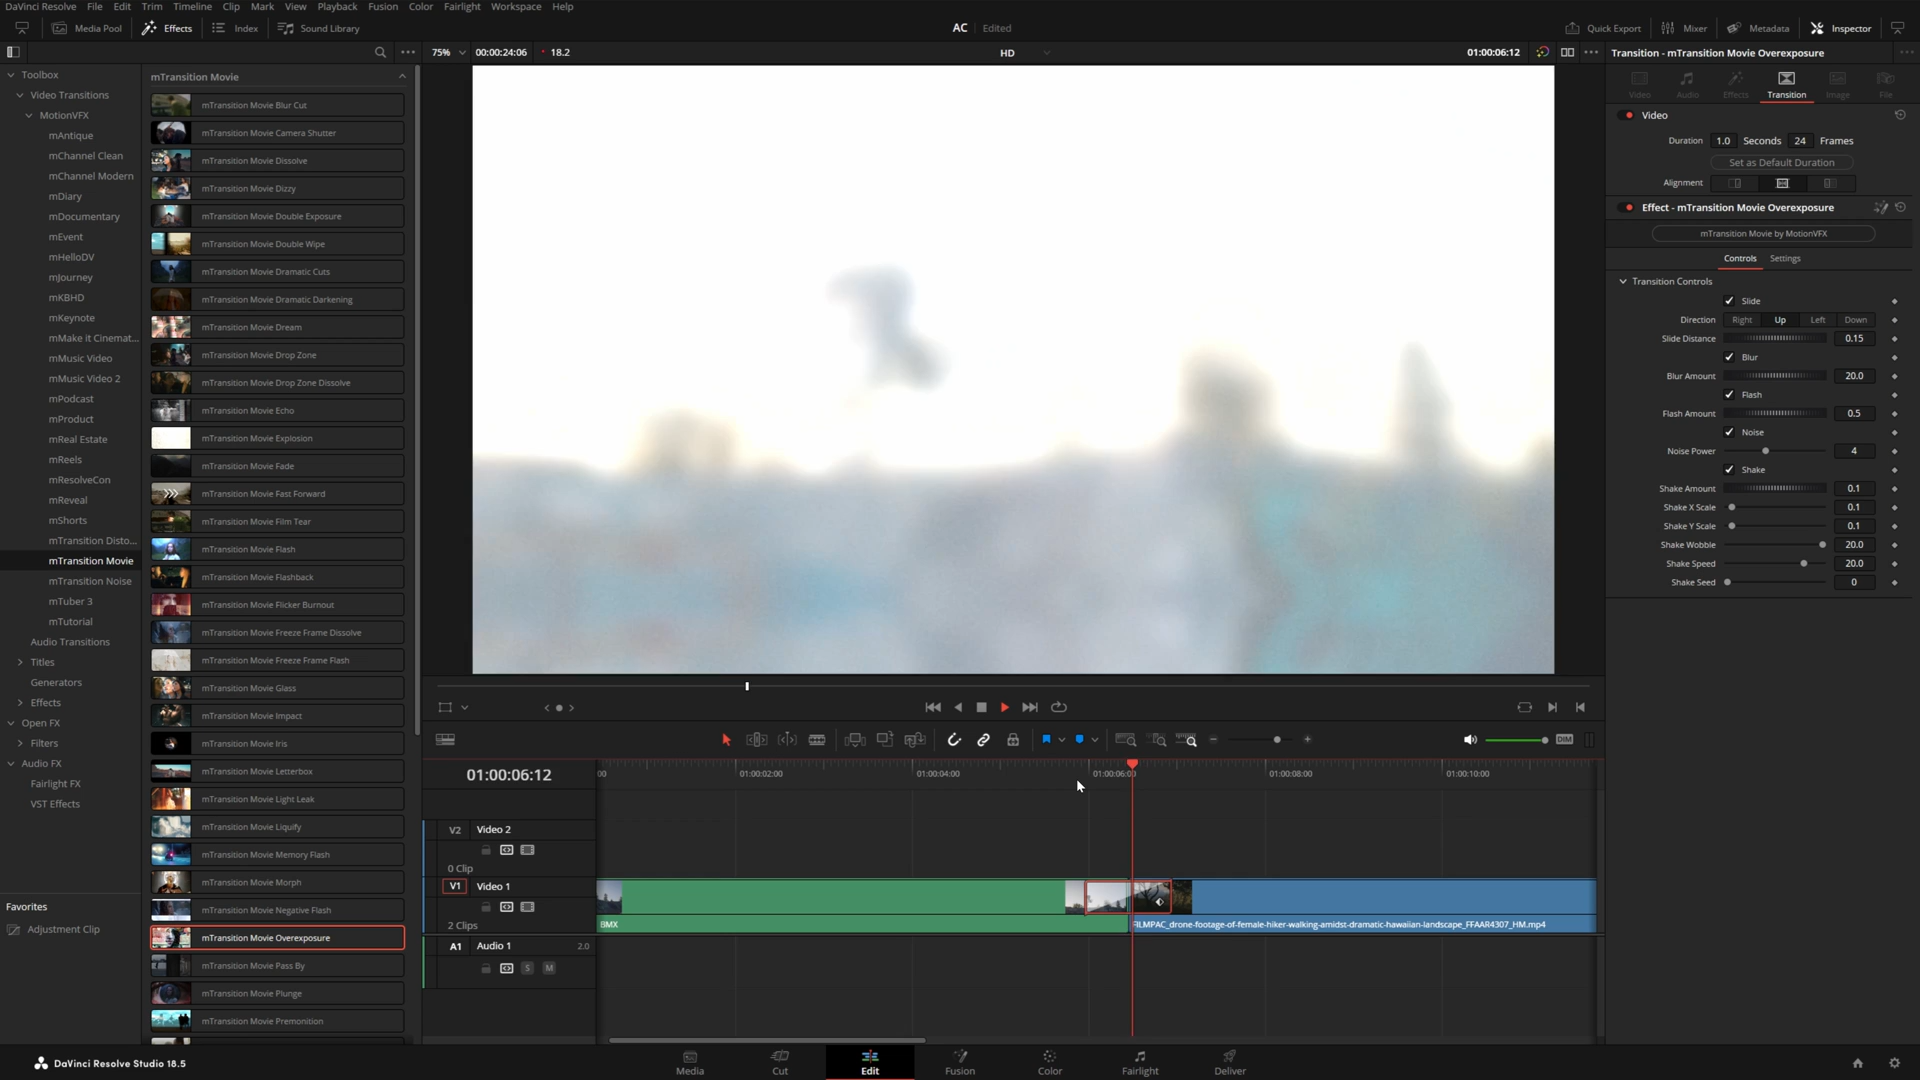 DaVinci Resolve File Edit Trim Timeline Clip Mark View Playback Fusion Color Fairlight Workspace Help
Media Pool Effects Index Sound Library AC Edited Quick Export Mixer Metadata Inspector
75% 00:00:24:06 18.2 HD 01:00:06:12 Transition - mTransition Movie Overexposure
Toolbox
Video Transitions
MotionVFX
mAntique
mChannel Clean
mChannel Modern
mDiary
mDocumentary
mEvent
mHelloDV
mJourney
mKBHD
mKeynote
mMake it Cinemat...
mMusic Video
mMusic Video 2
mPodcast
mProduct
mReal Estate
mReels
mResolveCon
mReveal
mShorts
mTransition Disto...
mTransition Movie
mTransition Noise
mTuber 3
mTutorial
Audio Transitions
Titles
Generators
Effects
Open FX
Filters
Audio FX
Fairlight FX
VST Effects
Favorites
Adjustment Clip
mTransition Movie
mTransition Movie Blur Cut
mTransition Movie Camera Shutter
mTransition Movie Dissolve
mTransition Movie Dizzy
mTransition Movie Double Exposure
mTransition Movie Double Wipe
mTransition Movie Dramatic Cuts
mTransition Movie Dramatic Darkening
mTransition Movie Dream
mTransition Movie Drop Zone
mTransition Movie Drop Zone Dissolve
mTransition Movie Echo
mTransition Movie Explosion
mTransition Movie Fade
mTransition Movie Fast Forward
mTransition Movie Film Tear
mTransition Movie Flash
mTransition Movie Flashback
mTransition Movie Flicker Burnout
mTransition Movie Freeze Frame Dissolve
mTransition Movie Freeze Frame Flash
mTransition Movie Glass
mTransition Movie Impact
mTransition Movie Iris
mTransition Movie Letterbox
mTransition Movie Light Leak
mTransition Movie Liquify
mTransition Movie Memory Flash
mTransition Movie Morph
mTransition Movie Negative Flash
mTransition Movie Overexposure
mTransition Movie Pass By
mTransition Movie Plunge
mTransition Movie Premonition
Video Audio Effects Transition Image File
Video
Duration 1.0 Seconds 24 Frames
Set as Default Duration
Alignment
Effect - mTransition Movie Overexposure
mTransition Movie by MotionVFX
Controls Settings
Transition Controls
Slide
Direction Right Up Left Down
Slide Distance 0.15
Blur
Blur Amount 20.0
Flash
Flash Amount 0.5
Noise
Noise Power 4
Shake
Shake Amount 0.1
Shake X Scale 0.1
Shake Y Scale 0.1
Shake Wobble 20.0
Shake Speed 20.0
Shake Seed 0
DIM
01:00:06:12 00 01:00:02:00 01:00:04:00 01:00:06:00 01:00:08:00 01:00:10:00
V2 Video 2
0 Clip
V1 Video 1
2 Clips BMX FILMPAC_drone-footage-of-female-hiker-walking-amidst-dramatic-hawaiian-landscape_FFAAR4307_HM.mp4
A1 Audio 1 2.0
S M
DaVinci Resolve Studio 18.5 Media Cut Edit Fusion Color Fairlight Deliver